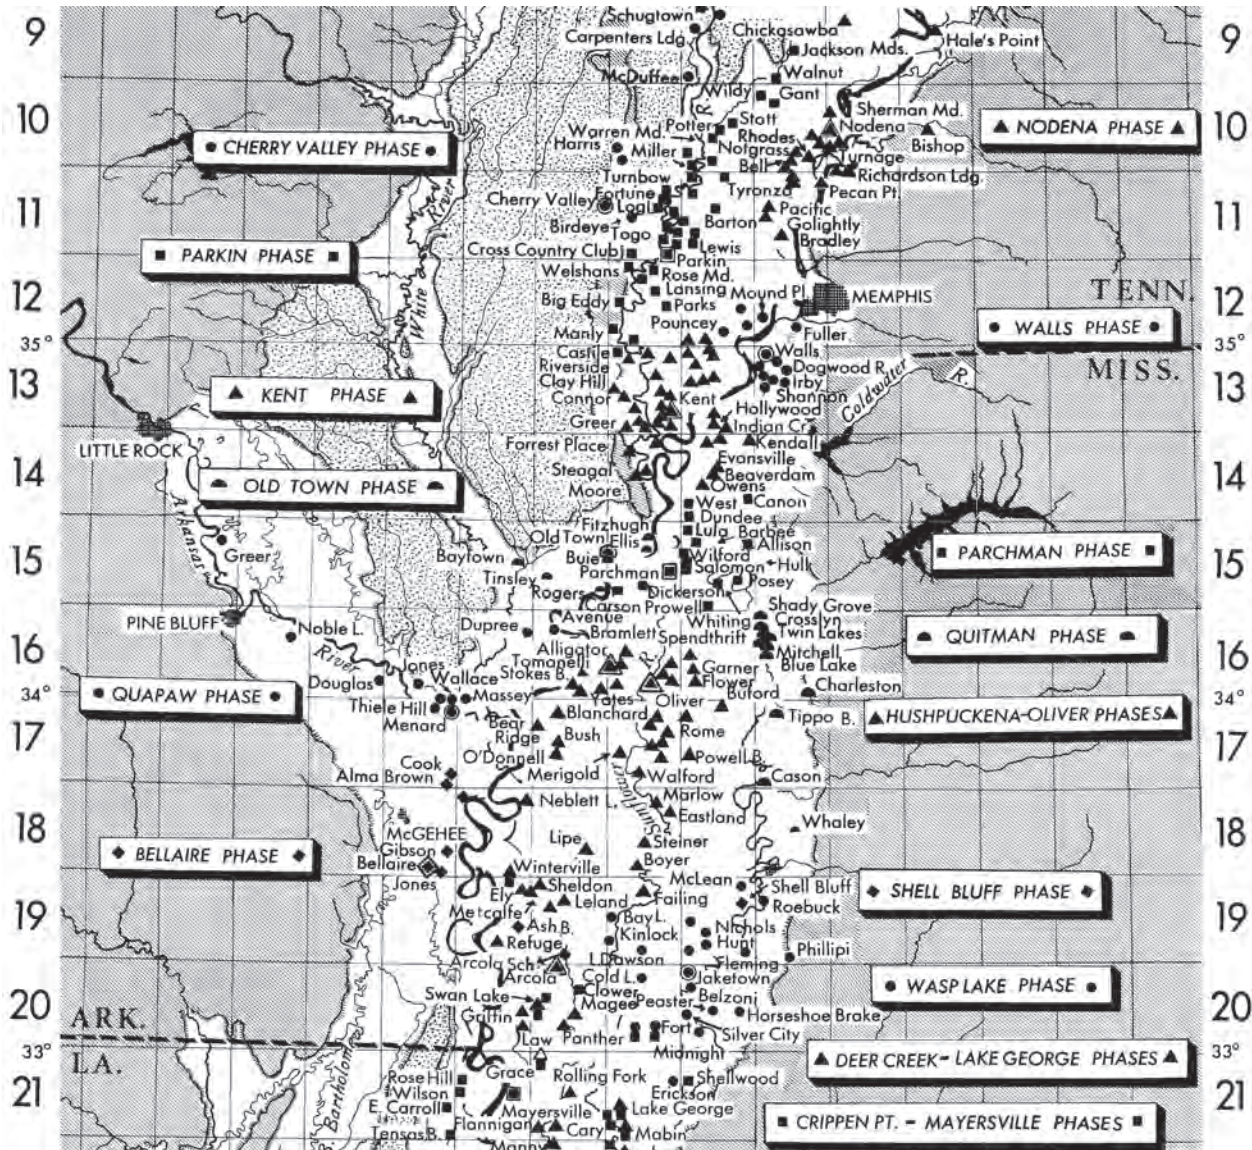 9
Schugtown
Chickasawba
9
Carpenters Ldg.
Hale's Point
Jackson Mds.
McDuffee
Walnut
Wildy
Gant
R.
Sherman Md.
10
Potter
Stott
Nodena
NODENA PHASE
10
Warren Md.
Rhodes
CHERRY VALLEY PHASE
Harris
Miller
Notgrass
Bishop
Bell
Turnage
Richardson Ldg.
Turnbow
Tyronza
Pecan Pt.
Fortune
River
Cherry Valley
Pacific
11
Barton
Golightly
11
Birdeye
Togo
Bradley
Cross Country Club
Lewis
PARKIN PHASE
Parkin
Welshans
Rose Md.
TENN.
Lansing
Mound Pl.
MEMPHIS
12
White
Big Eddy
Parks
12
Pouncey
Fuller
WALLS PHASE
Manly
35°
Castile
Walls
35°
Riverside
Dogwood R.
MISS.
13
Clay Hill
Irby
R.
13
KENT PHASE
Connor
Kent
Shannon
Coldwater
Hollywood
Greer
Indian Cr.
LITTLE ROCK
Forrest Place
Kendall
Evansville
14
Steagal
Beaverdam
14
OLD TOWN PHASE
Moore
Owens
West
Canon
Arkansas
Fitzhugh
Dundee
Old Town
Ellis
Lula
Barbee
Greer
Baytown
Buie
Wilford
Allison
PARCHMAN PHASE
15
Parchman
Salomon
Hull
15
Tinsley
Posey
Rogers
Dickerson
Carson
Prowell
Shady Grove
PINE BLUFF
Avenue
Whiting
Crosslyn
Noble L.
Dupree
Bramlett
Spendthrift
Twin Lakes
QUITMAN PHASE
16
River
Alligator
Mitchell
16
Jones
Tomanelli
Garner
Blue Lake
Wallace
Stokes B.
Flower
QUAPAW PHASE
Douglas
Massey
Buford
Charleston
34°
Thiele Hill
Yates
Oliver
34°
Menard
Bear
Blanchard
Tippo B.
HUSHPUCKENA-OLIVER PHASES
17
Ridge
Bush
Rome
17
O'Donnell
Cook
Merigold
Powell B.
Alma Brown
Walford
Cason
Neblett L.
Marlow
Sunflower
Eastland
18
McGEHEE
Lipe
Whaley
18
BELLAIRE PHASE
Gibson
Steiner
Bellaire
Winterville
Boyer
Jones
McLean
Shell Bluff
SHELL BLUFF PHASE
Ely
Sheldon
Leland
Failing
Roebuck
19
Metcalfe
Bay L.
19
Ash B.
Kinlock
Nichols
Refuge
Hunt
Phillipi
Arcola Sch.
L. Dawson
Fleming
Arcola
Cold L.
Jaketown
WASP LAKE PHASE
20
Swan Lake
Clower
Belzoni
20
ARK.
Griffin
Magee
Peaster
Horseshoe Brake
Law
Panther
Fort
Silver City
33°
Midnight
33°
LA.
Grace
DEER CREEK-LAKE GEORGE PHASES
Rose Hill
Rolling Fork
Shellwood
21
Wilson
Erickson
21
E. Carroll
Mayersville
Lake George
CRIPPEN PT. - MAYERSVILLE PHASES
Bartholomew
Flannigan
Cary
Tensas B.
Mabin
Manny